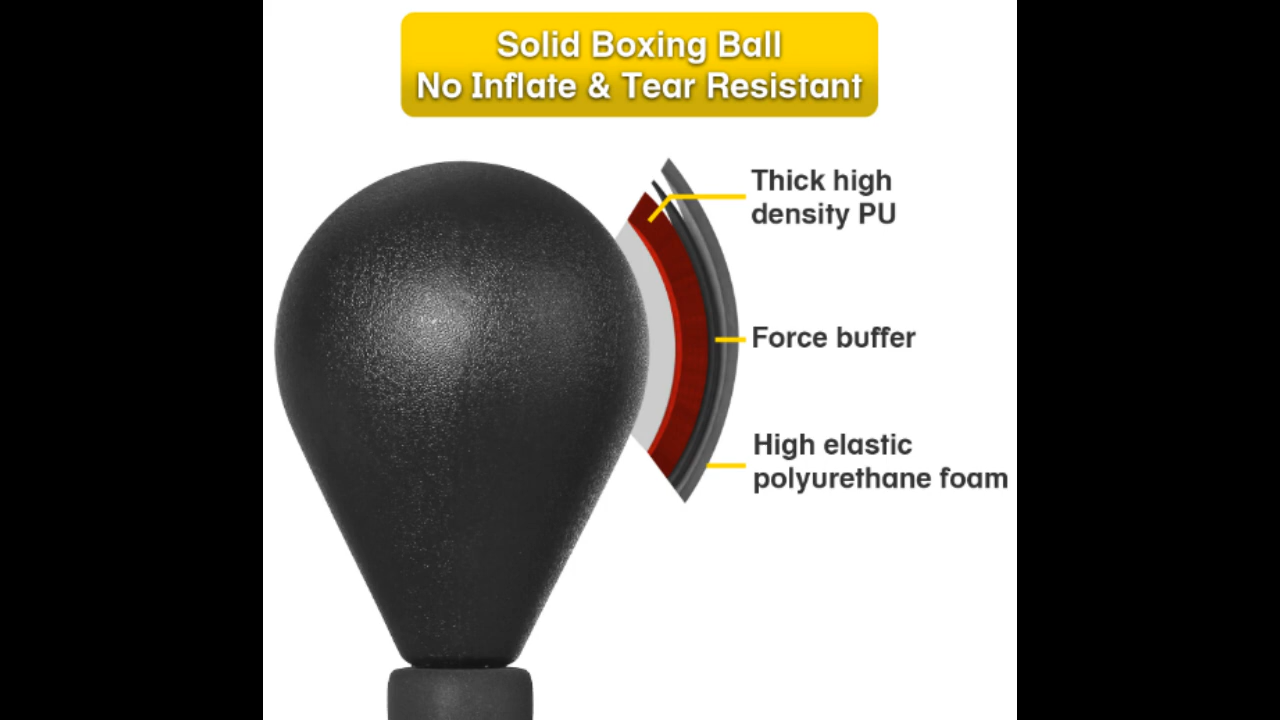 Solid Boxing Ball
No Inflate & Tear Resistant
Thick high
density PU
Force buffer
High elastic
polyurethane foam